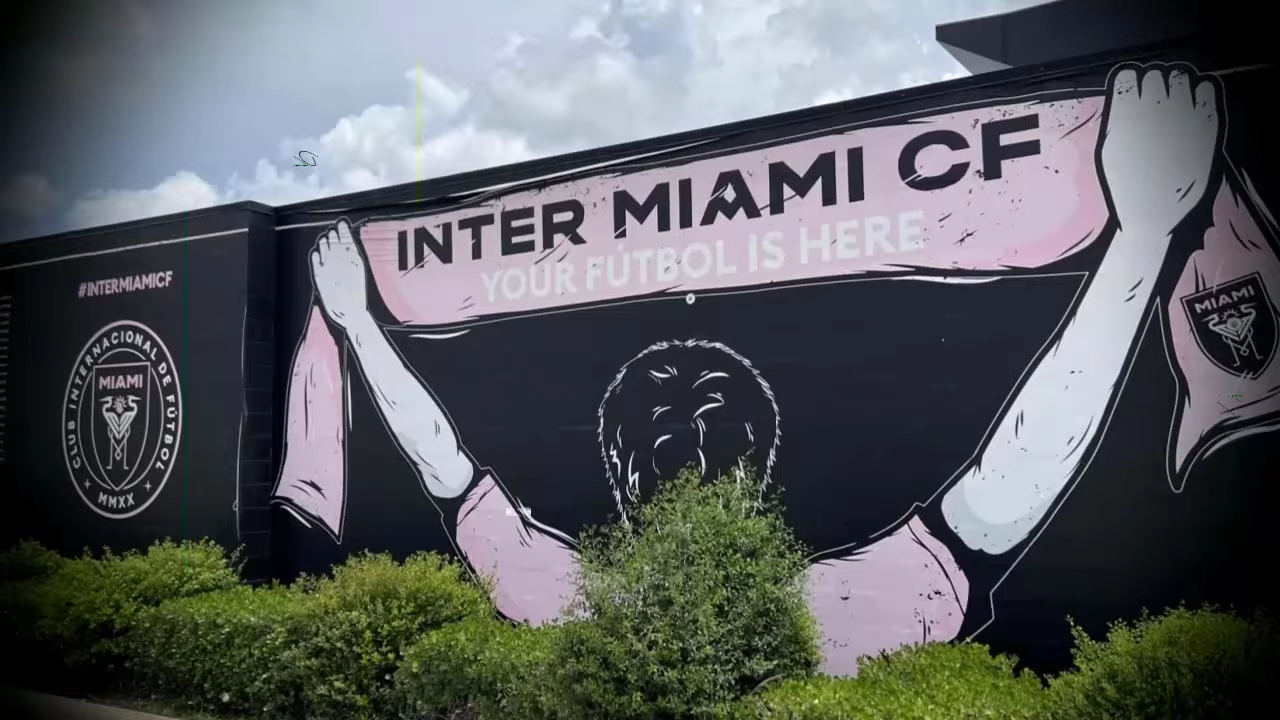 #INTERMIAMICF
CLUB INTERNACIONAL DE FÚTBOL
MIAMI
MMXX
INTER MIAMI CF
YOUR FÚTBOL IS HERE
MIAMI